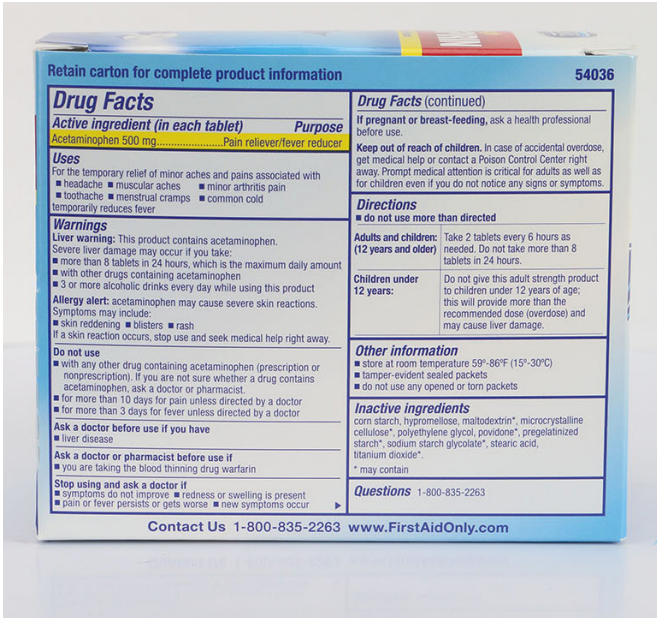 Retain carton for complete product information
54036
Drug Facts
Active ingredient (in each tablet) Purpose
Acetaminophen 500 mg......................Pain reliever/fever reducer
Uses
For the temporary relief of minor aches and pains associated with
■ headache ■ muscular aches ■ minor arthritis pain
■ toothache ■ menstrual cramps ■ common cold
temporarily reduces fever
Warnings
Liver warning: This product contains acetaminophen.
Severe liver damage may occur if you take:
■ more than 8 tablets in 24 hours, which is the maximum daily amount
■ with other drugs containing acetaminophen
■ 3 or more alcoholic drinks every day while using this product
Allergy alert: acetaminophen may cause severe skin reactions.
Symptoms may include:
■ skin reddening ■ blisters ■ rash
If a skin reaction occurs, stop use and seek medical help right away.
Do not use
■ with any other drug containing acetaminophen (prescription or
nonprescription). If you are not sure whether a drug contains
acetaminophen, ask a doctor or pharmacist.
■ for more than 10 days for pain unless directed by a doctor
■ for more than 3 days for fever unless directed by a doctor
Ask a doctor before use if you have
■ liver disease
Ask a doctor or pharmacist before use if
■ you are taking the blood thinning drug warfarin
Stop using and ask a doctor if
■ symptoms do not improve ■ redness or swelling is present
■ pain or fever persists or gets worse ■ new symptoms occur
Drug Facts (continued)
If pregnant or breast-feeding, ask a health professional
before use.
Keep out of reach of children. In case of accidental overdose,
get medical help or contact a Poison Control Center right
away. Prompt medical attention is critical for adults as well as
for children even if you do not notice any signs or symptoms.
Directions
■ do not use more than directed
Adults and children: Take 2 tablets every 6 hours as
(12 years and older) needed. Do not take more than 8
tablets in 24 hours.
Children under Do not give this adult strength product
12 years: to children under 12 years of age;
this will provide more than the
recommended dose (overdose) and
may cause liver damage.
Other information
■ store at room temperature 59º-86ºF (15º-30ºC)
■ tamper-evident sealed packets
■ do not use any opened or torn packets
Inactive ingredients
corn starch, hypromellose, maltodextrin*, microcrystalline
cellulose*, polyethylene glycol, povidone*, pregelatinized
starch*, sodium starch glycolate*, stearic acid,
titanium dioxide*.
* may contain
Questions 1-800-835-2263
Contact Us 1-800-835-2263 www.FirstAidOnly.com